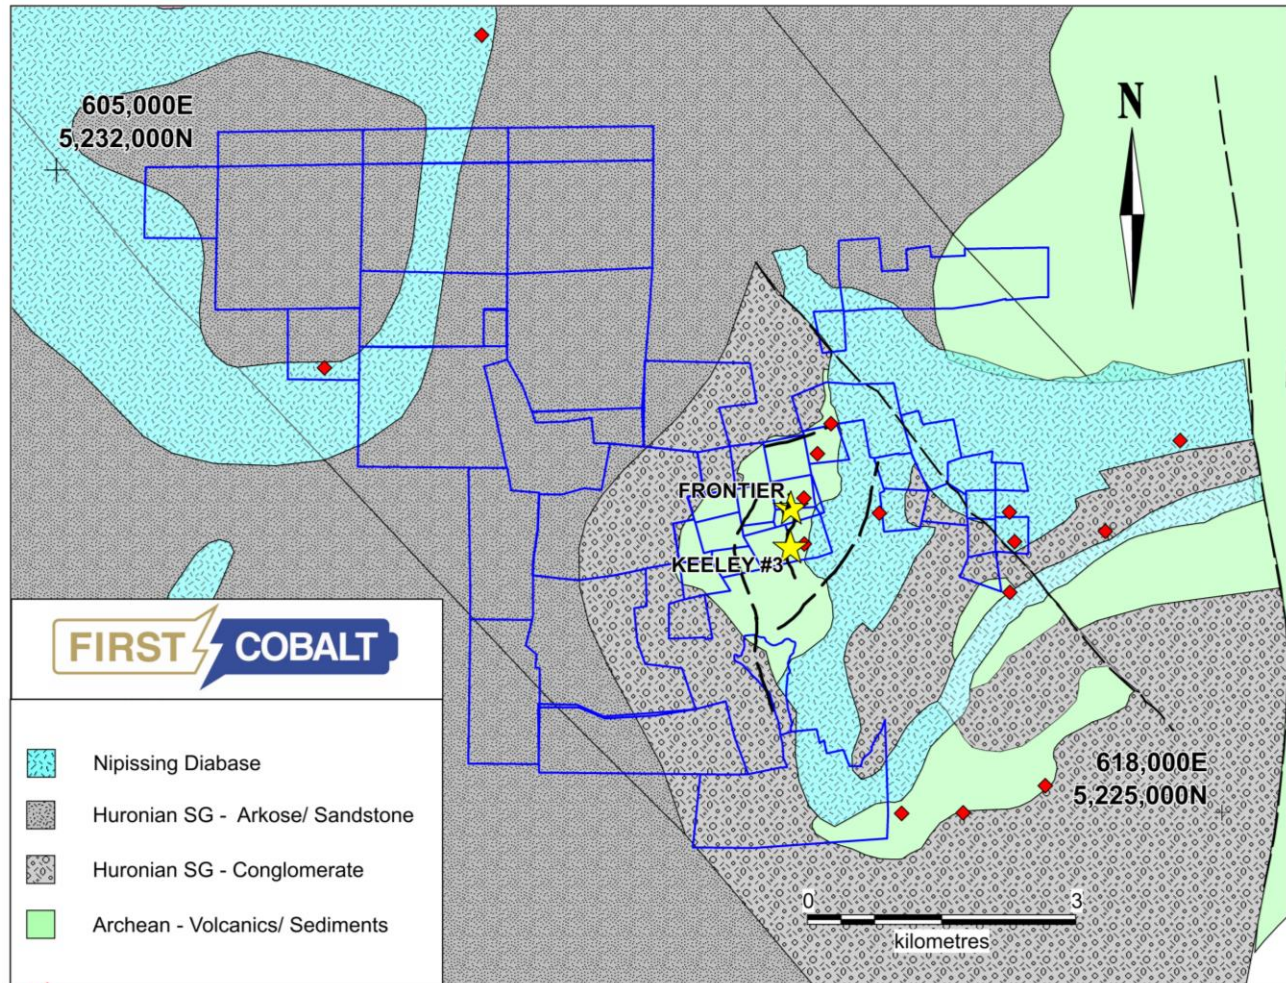 605,000E
5,232,000N
N
FRONTIER
KEELEY #3
FIRST COBALT
Nipissing Diabase
Huronian SG - Arkose/ Sandstone
Huronian SG - Conglomerate
Archean - Volcanics/ Sediments
618,000E
5,225,000N
0 3
kilometres